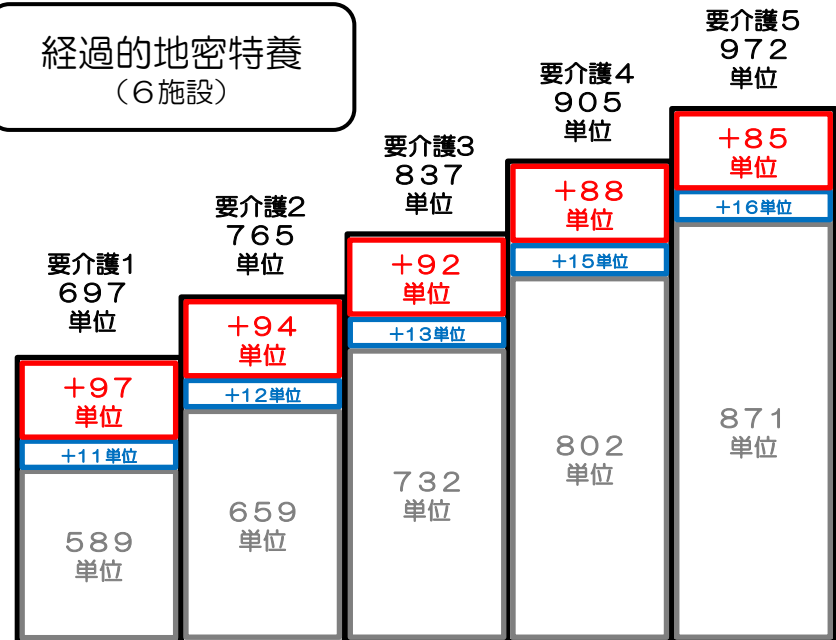 経過的地密特養
（６施設）
要介護1
６９７
単位
+97
単位
+11単位
589
単位
要介護2
７６５
単位
+94
単位
+12単位
659
単位
要介護3
８３７
単位
+92
単位
+13単位
732
単位
要介護4
９０５
単位
+88
単位
+15単位
802
単位
要介護5
９７２
単位
+85
単位
+16単位
871
単位